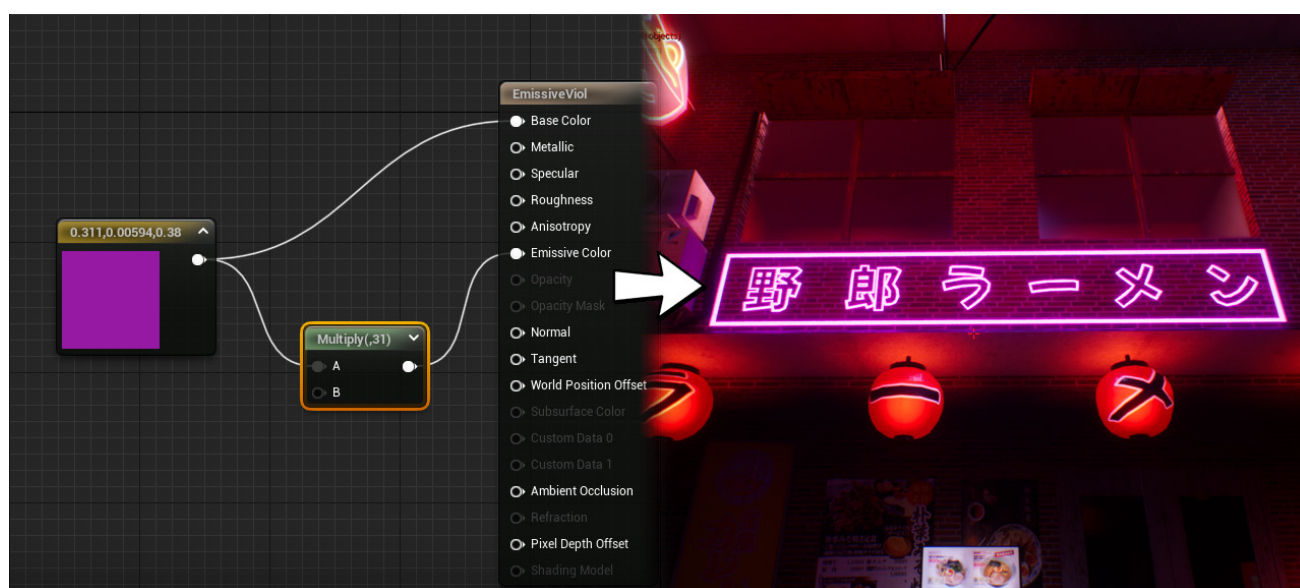 objects)
EmissiveViol
Base Color
Metallic
Specular
Roughness
Anisotropy
Emissive Color
Opacity
Opacity Mask
Normal
Tangent
World Position Offset
Subsurface Color
Custom Data 0
Custom Data 1
Ambient Occlusion
Refraction
Pixel Depth Offset
Shading Model
0.311,0.00594,0.38
Multiply(,31)
A
B
野郎ラーメン
ラーメ